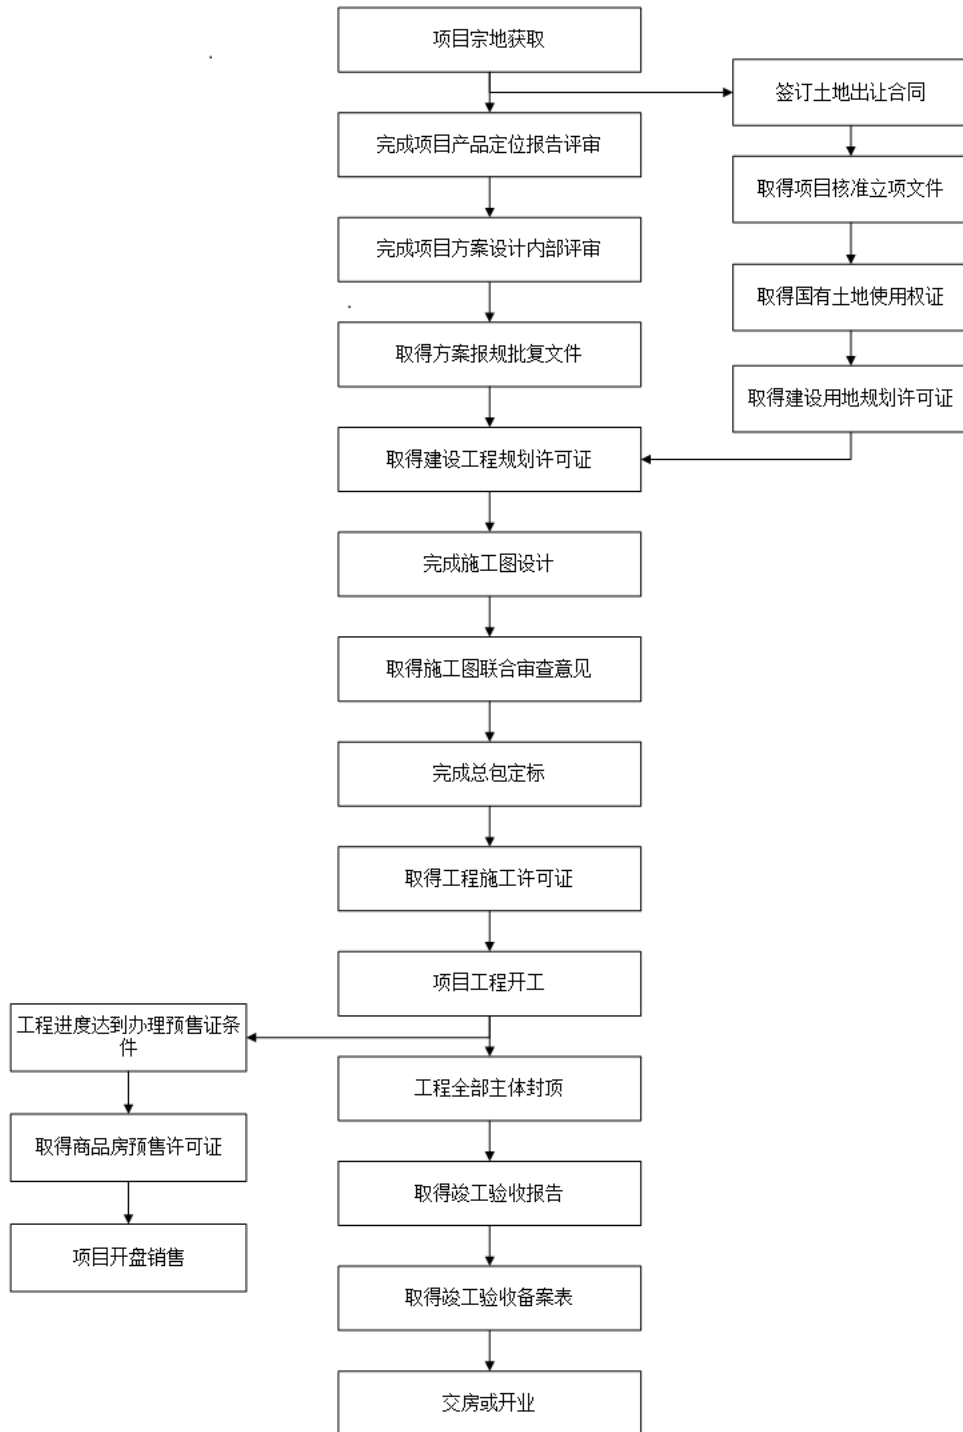 项目宗地获取
签订土地出让合同
完成项目产品定位报告评审
取得项目核准立项文件
完成项目方案设计内部评审
取得国有土地使用权证
取得方案报规批复文件
取得建设用地规划许可证
取得建设工程规划许可证
完成施工图设计
取得施工图联合审查意见
完成总包定标
取得工程施工许可证
项目工程开工
工程进度达到办理预售证条
件
工程全部主体封顶
取得商品房预售许可证
取得竣工验收报告
项目开盘销售
取得竣工验收备案表
交房或开业